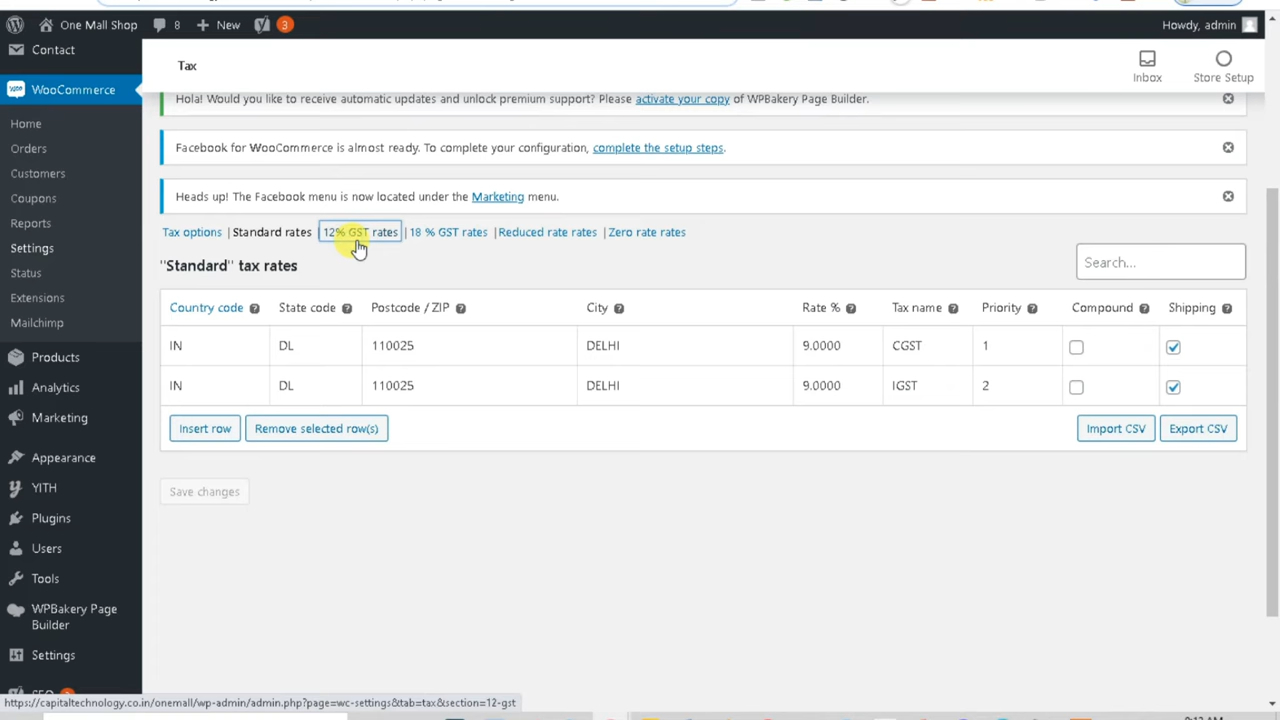 One Mall Shop 8 New 3 Howdy, admin
Contact
WooCommerce
Home
Orders
Customers
Coupons
Reports
Settings
Status
Extensions
Mailchimp
Products
Analytics
Marketing
Appearance
YITH
Plugins
Users
Tools
WPBakery Page
Builder
Settings
SEO
Tax
Inbox
Store Setup
Hola! Would you like to receive automatic updates and unlock premium support? Please activate your copy of WPBakery Page Builder.
Facebook for WooCommerce is almost ready. To complete your configuration, complete the setup steps.
Heads up! The Facebook menu is now located under the Marketing menu.
Tax options | Standard rates | 12% GST rates | 18 % GST rates | Reduced rate rates | Zero rate rates
"Standard" tax rates
Search...
Country code ? State code ? Postcode / ZIP ? City ? Rate % ? Tax name ? Priority ? Compound ? Shipping ?
IN DL 110025 DELHI 9.0000 CGST 1
IN DL 110025 DELHI 9.0000 IGST 2
Insert row Remove selected row(s) Import CSV Export CSV
Save changes
https://capitaltechnology.co.in/onemall/wp-admin/admin.php?page=wc-settings&tab=tax&section=12-gst